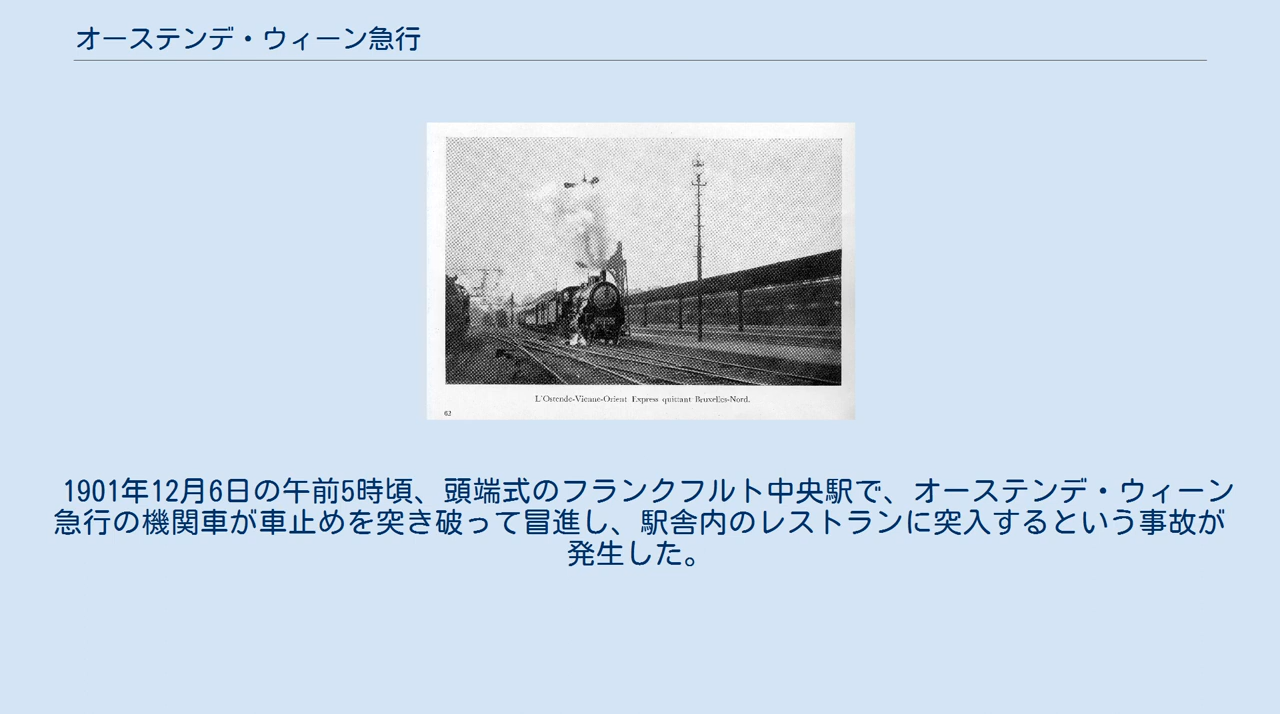 オーステンデ・ウィーン急行
L'Ostende-Vienne-Orient Express quittant Bruxelles-Nord.
62
1901年12月6日の午前5時頃、頭端式のフランクフルト中央駅で、オーステンデ・ウィーン
急行の機関車が車止めを突き破って冒進し、駅舎内のレストランに突入するという事故が
発生した。